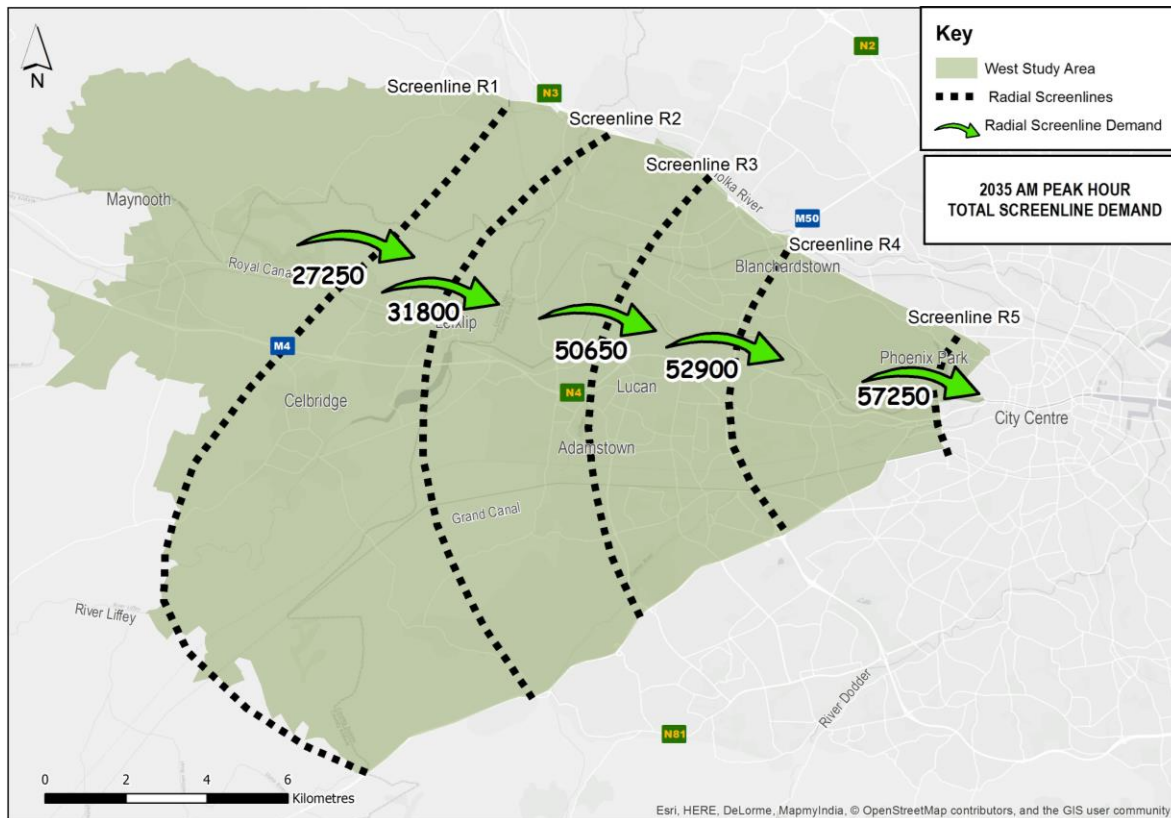 Key
West Study Area
Radial Screenlines
Radial Screenline Demand
2035 AM PEAK HOUR
TOTAL SCREENLINE DEMAND
N
N2
N3
Screenline R1
Screenline R2
Screenline R3
Screenline R4
Screenline R5
M50
Maynooth
Royal Canal
27250
31800
50650
52900
57250
Blanchardstown
Phoenix Park
City Centre
Leixlip
M4
Celbridge
N4
Lucan
Adamstown
Grand Canal
River Liffey
River Dodder
N81
0 2 4 6
Kilometres
Esri, HERE, DeLorme, MapmyIndia, © OpenStreetMap contributors, and the GIS user community